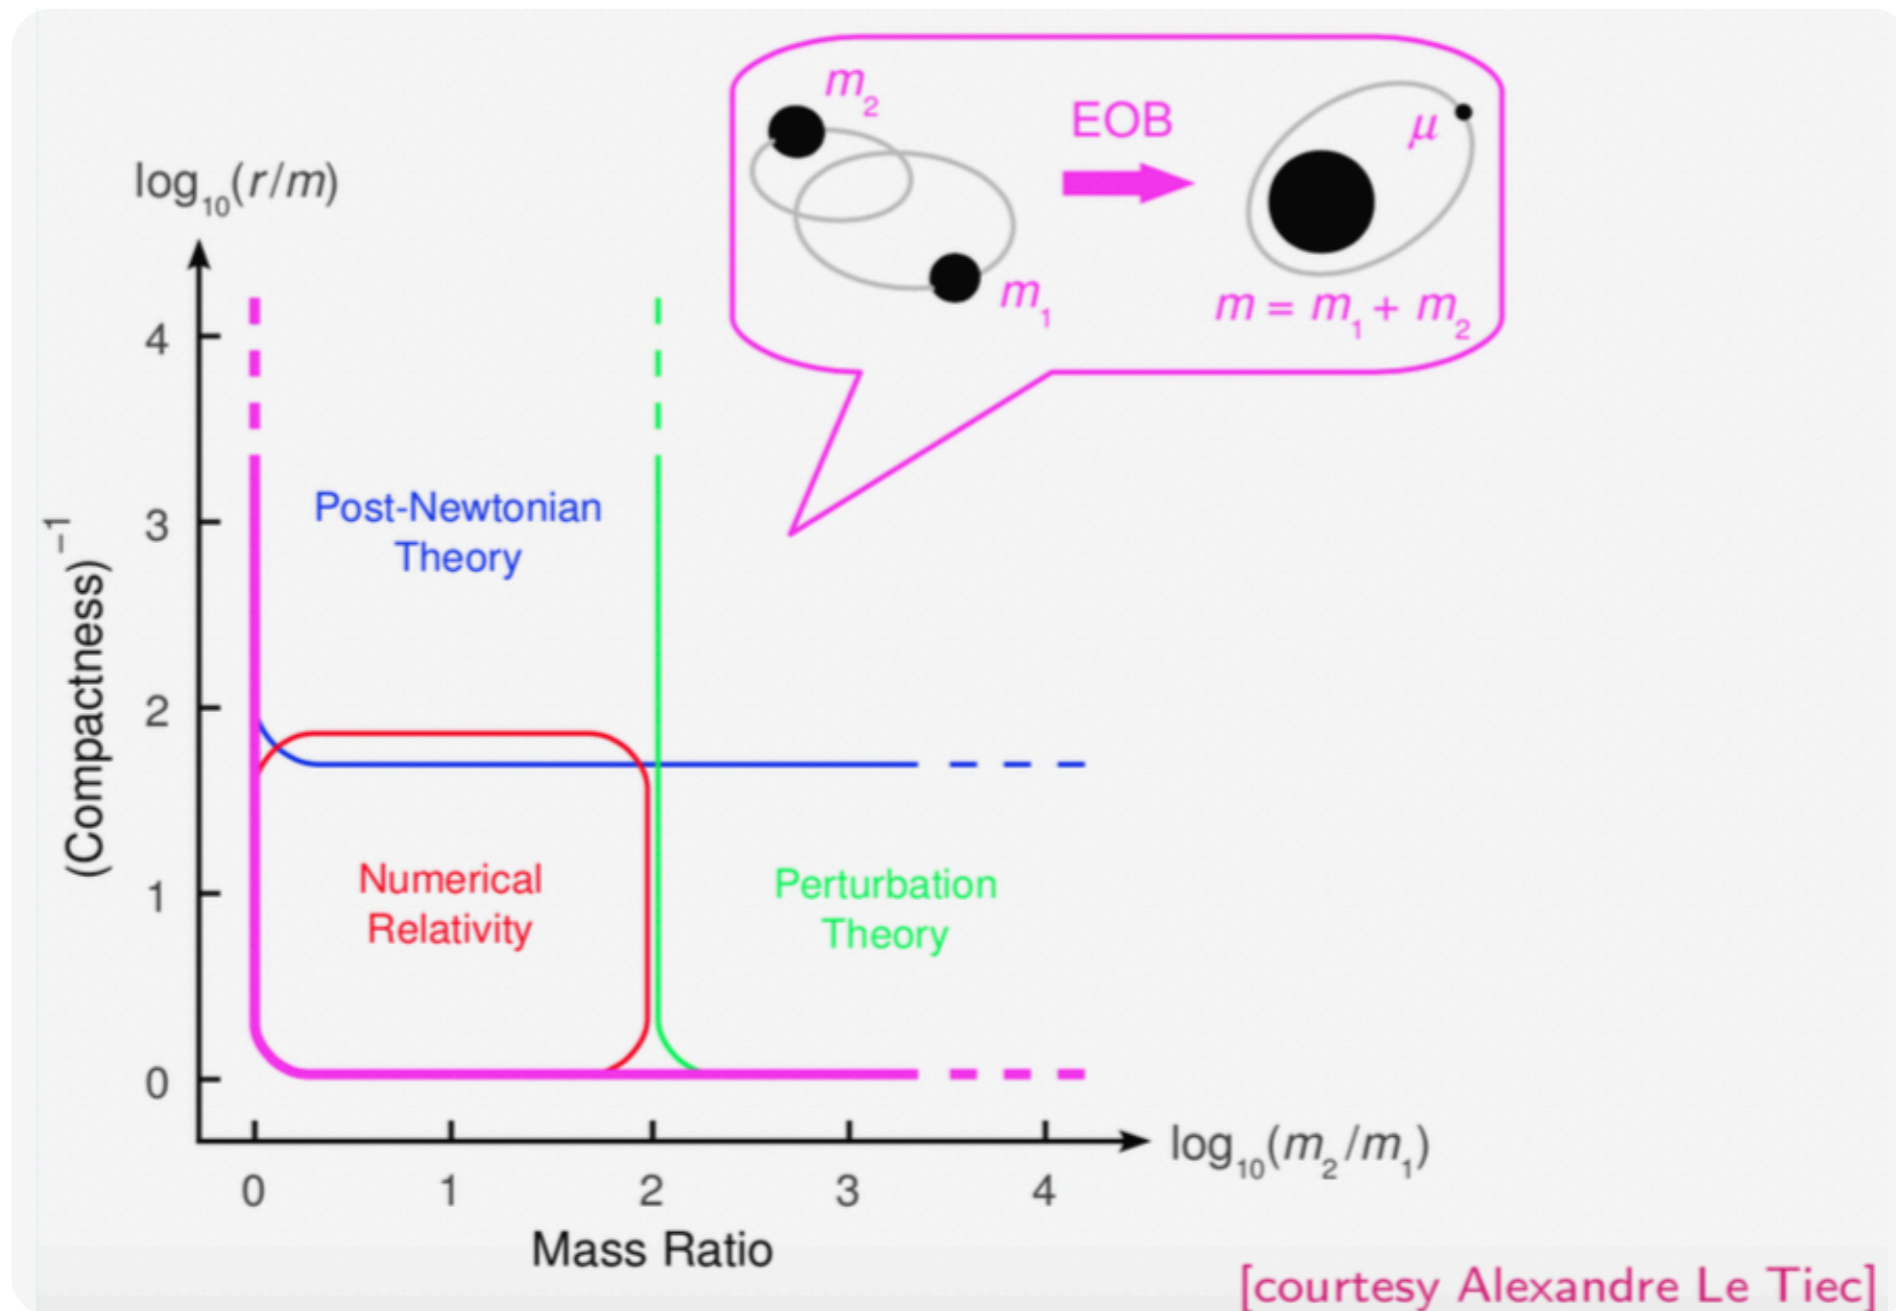 m₂
EOB
μ
m₁
m = m₁ + m₂
log₁₀(r/m)
4
3
2
1
0
(Compactness)⁻¹
Post-Newtonian
Theory
Numerical
Relativity
Perturbation
Theory
0 1 2 3 4
log₁₀(m₂/m₁)
Mass Ratio
[courtesy Alexandre Le Tiec]